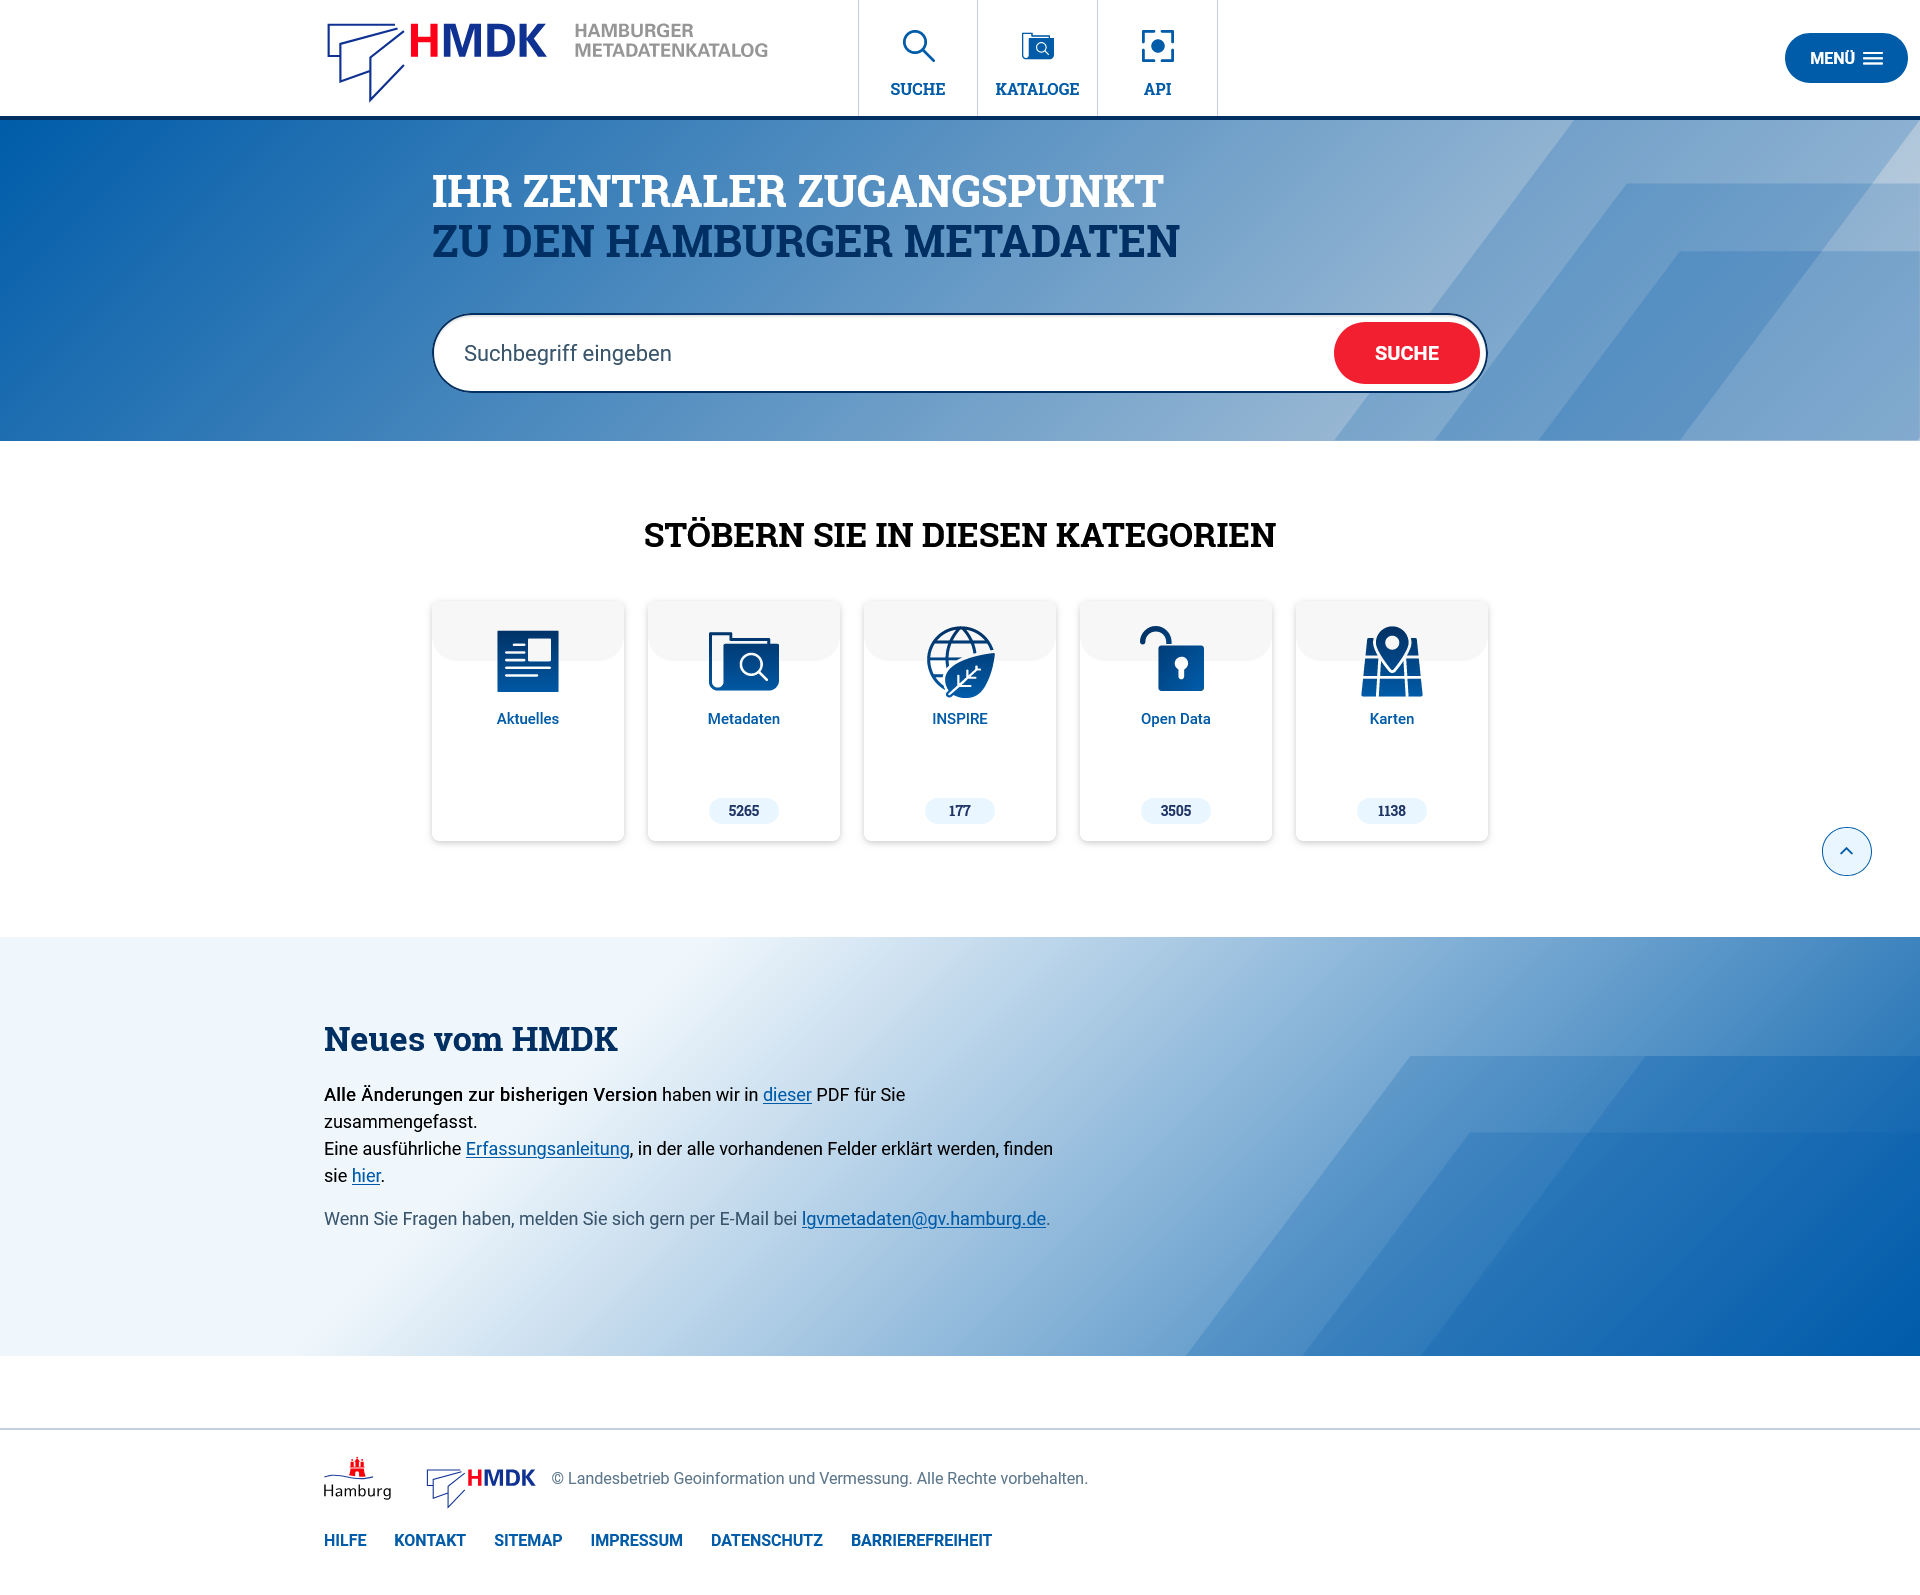 HMDK
HAMBURGER
METADATENKATALOG
SUCHE
KATALOGE
API
MENÜ
IHR ZENTRALER ZUGANGSPUNKT
ZU DEN HAMBURGER METADATEN
Suchbegriff eingeben
SUCHE
STÖBERN SIE IN DIESEN KATEGORIEN
Aktuelles
Metadaten
INSPIRE
Open Data
Karten
5265
177
3505
1138
Neues vom HMDK
Alle Änderungen zur bisherigen Version haben wir in dieser PDF für Sie
zusammengefasst.
Eine ausführliche Erfassungsanleitung, in der alle vorhandenen Felder erklärt werden, finden
sie hier.
Wenn Sie Fragen haben, melden Sie sich gern per E-Mail bei lgvmetadaten@gv.hamburg.de.
Hamburg
HMDK
© Landesbetrieb Geoinformation und Vermessung. Alle Rechte vorbehalten.
HILFE
KONTAKT
SITEMAP
IMPRESSUM
DATENSCHUTZ
BARRIEREFREIHEIT